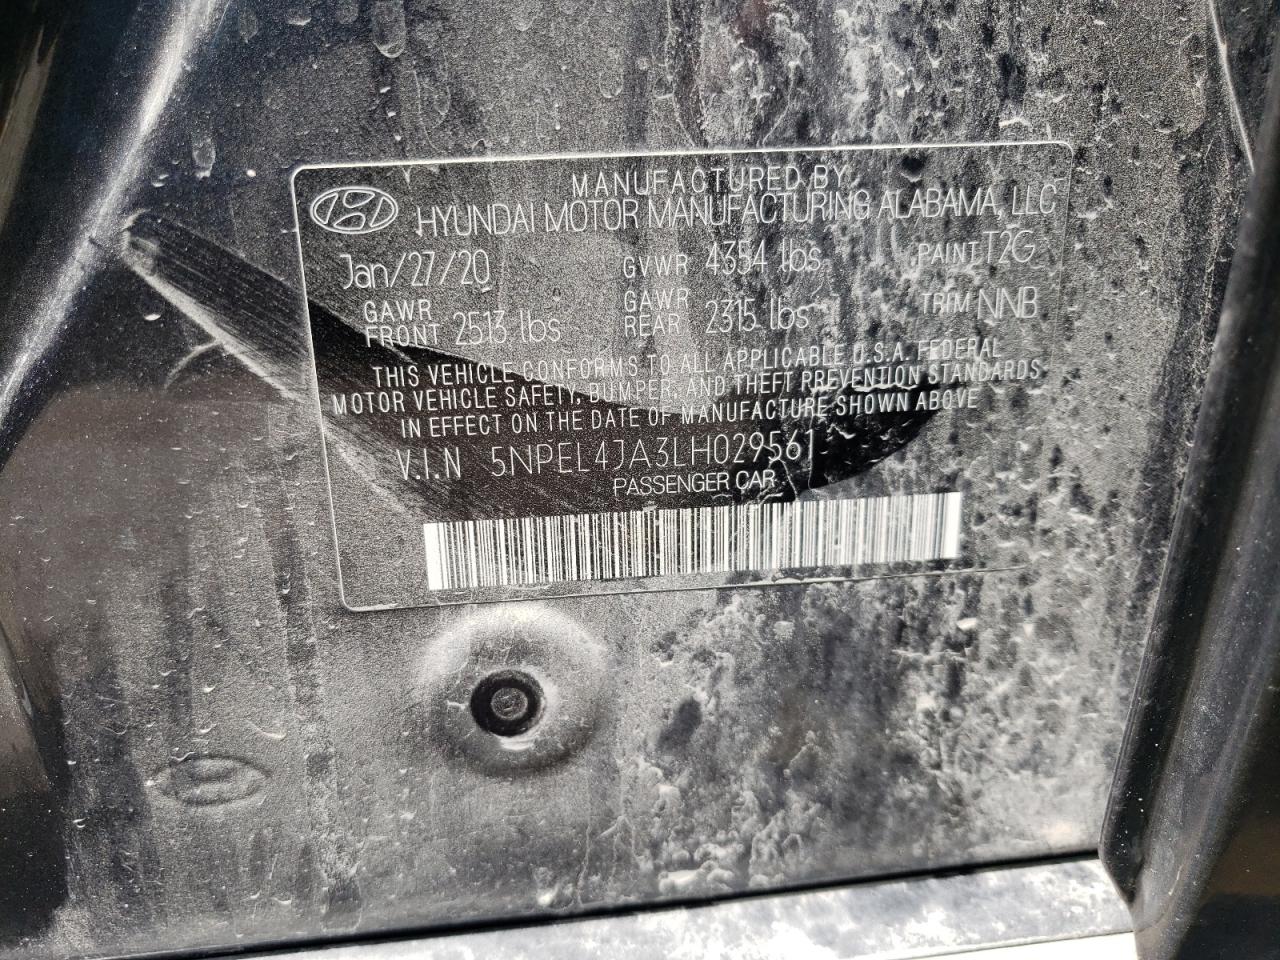 MANUFACTURED BY
HYUNDAI MOTOR MANUFACTURING ALABAMA, LLC
Jan/27/20 GVWR 4354 lbs PAINT T2G
GAWR FRONT 2513 lbs GAWR REAR 2315 lbs TRIM NNB
THIS VEHICLE CONFORMS TO ALL APPLICABLE U.S.A. FEDERAL
MOTOR VEHICLE SAFETY, BUMPER, AND THEFT PREVENTION STANDARDS
IN EFFECT ON THE DATE OF MANUFACTURE SHOWN ABOVE
V.I.N 5NPEL4JA3LH029561
PASSENGER CAR